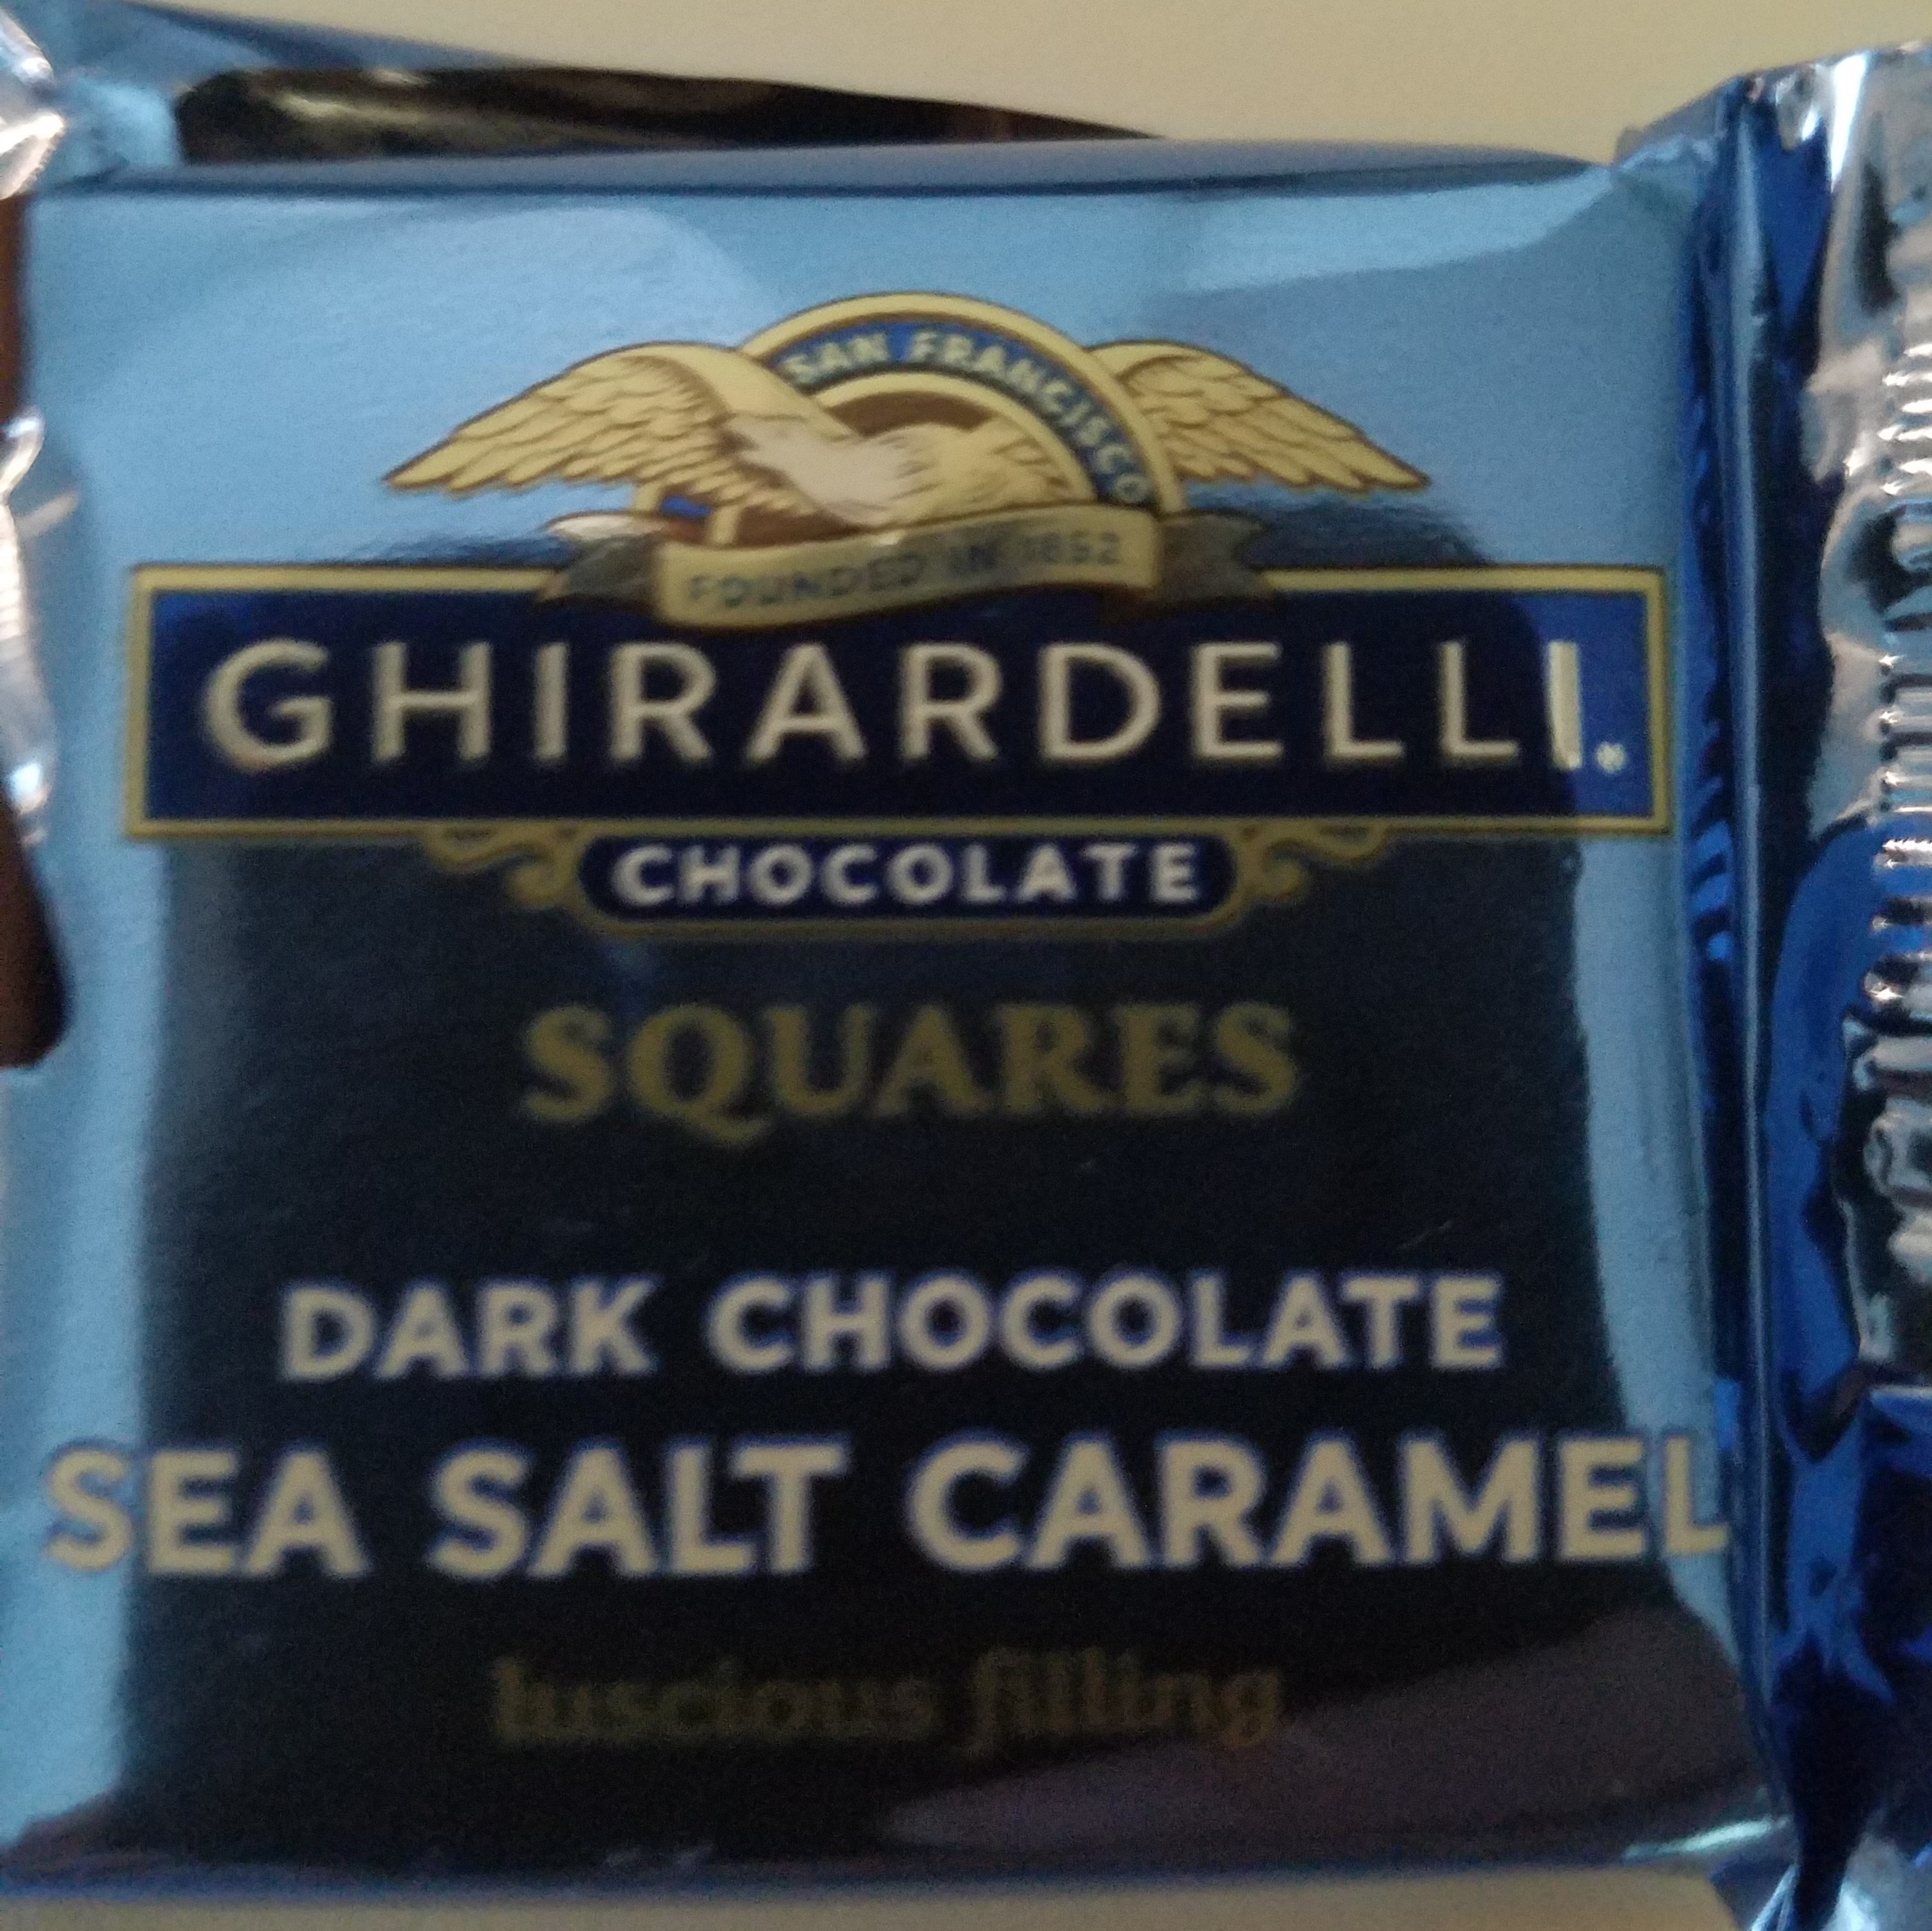 SAN FRANCISCO
FOUNDED IN 1852
GHIRARDELLI®
CHOCOLATE
SQUARES
DARK CHOCOLATE
SEA SALT CARAMEL
luscious filling